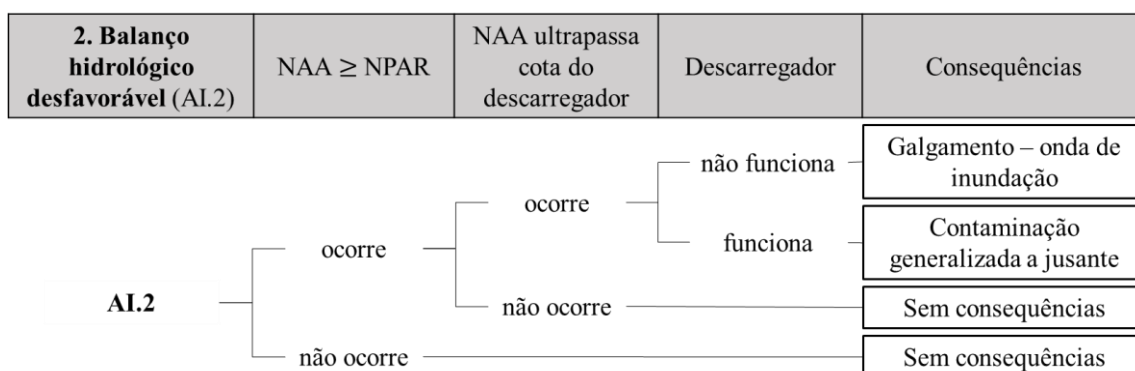 2. Balanço
hidrológico
desfavorável (AI.2)
NAA ≥ NPAR
NAA ultrapassa
cota do
descarregador
Descarregador
Consequências
não funciona
Galgamento – onda de
inundação
ocorre
funciona
Contaminação
generalizada a jusante
ocorre
AI.2
não ocorre
Sem consequências
não ocorre
Sem consequências